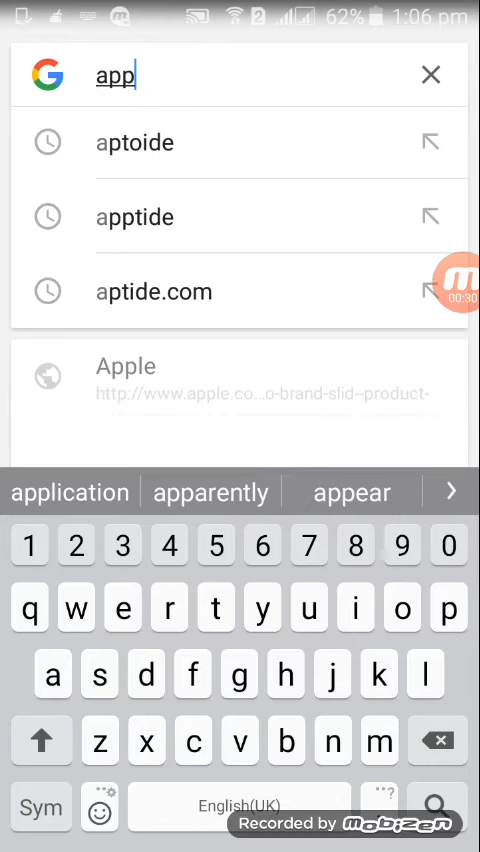 2 62% 1:06 pm
app
aptoide
apptide
aptide.com
00:30
Apple
http://www.apple.co...o-brand-slid--product-
application apparently appear
1 2 3 4 5 6 7 8 9 0
q w e r t y u i o p
a s d f g h j k l
z x c v b n m
Sym English(UK) ..?
Recorded by mobizen